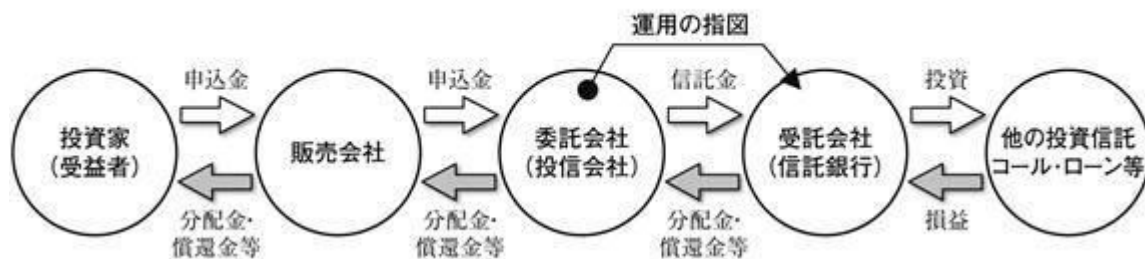 運用の指図
申込金
申込金
信託金
投資
投資家
(受益者)
販売会社
委託会社
(投信会社)
受託会社
(信託銀行)
他の投資信託
コール・ローン等
分配金・
償還金等
分配金・
償還金等
分配金・
償還金等
損益